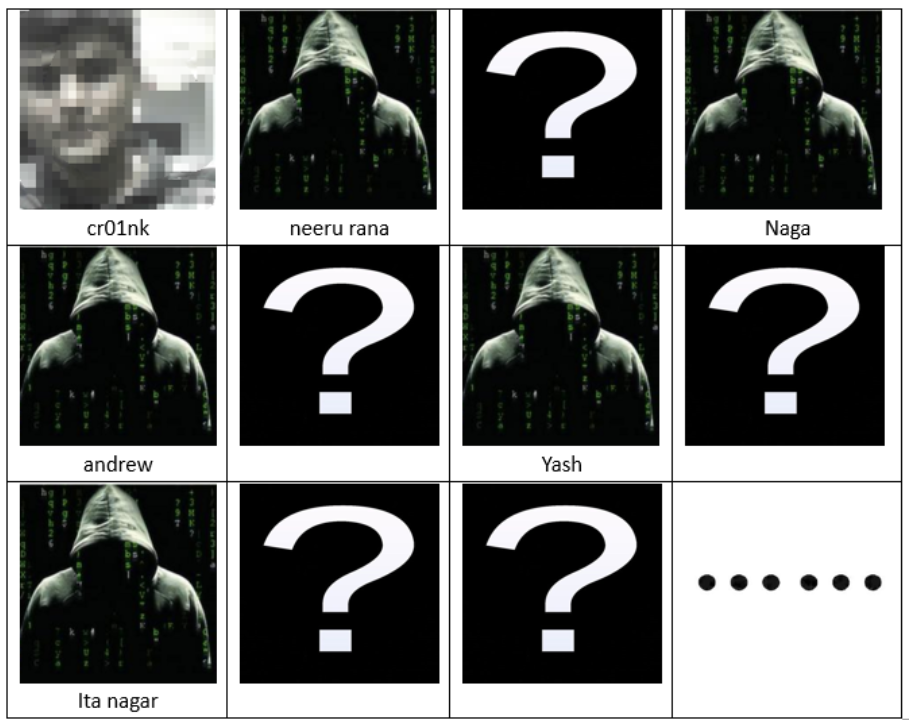 ?
cr01nk
neeru rana
Naga
? ?
andrew
Yash
? ?
......
Ita nagar